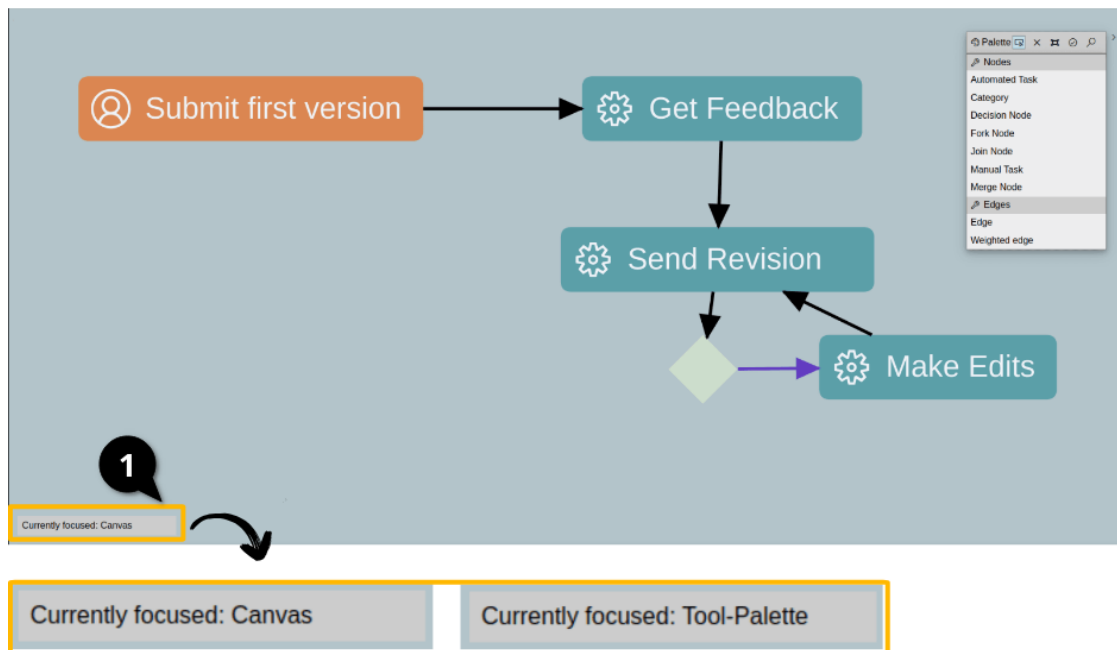 Palette
Nodes
Automated Task
Category
Decision Node
Fork Node
Join Node
Manual Task
Merge Node
Edges
Edge
Weighted edge
Submit first version
Get Feedback
Send Revision
Make Edits
1
Currently focused: Canvas
Currently focused: Canvas
Currently focused: Tool-Palette